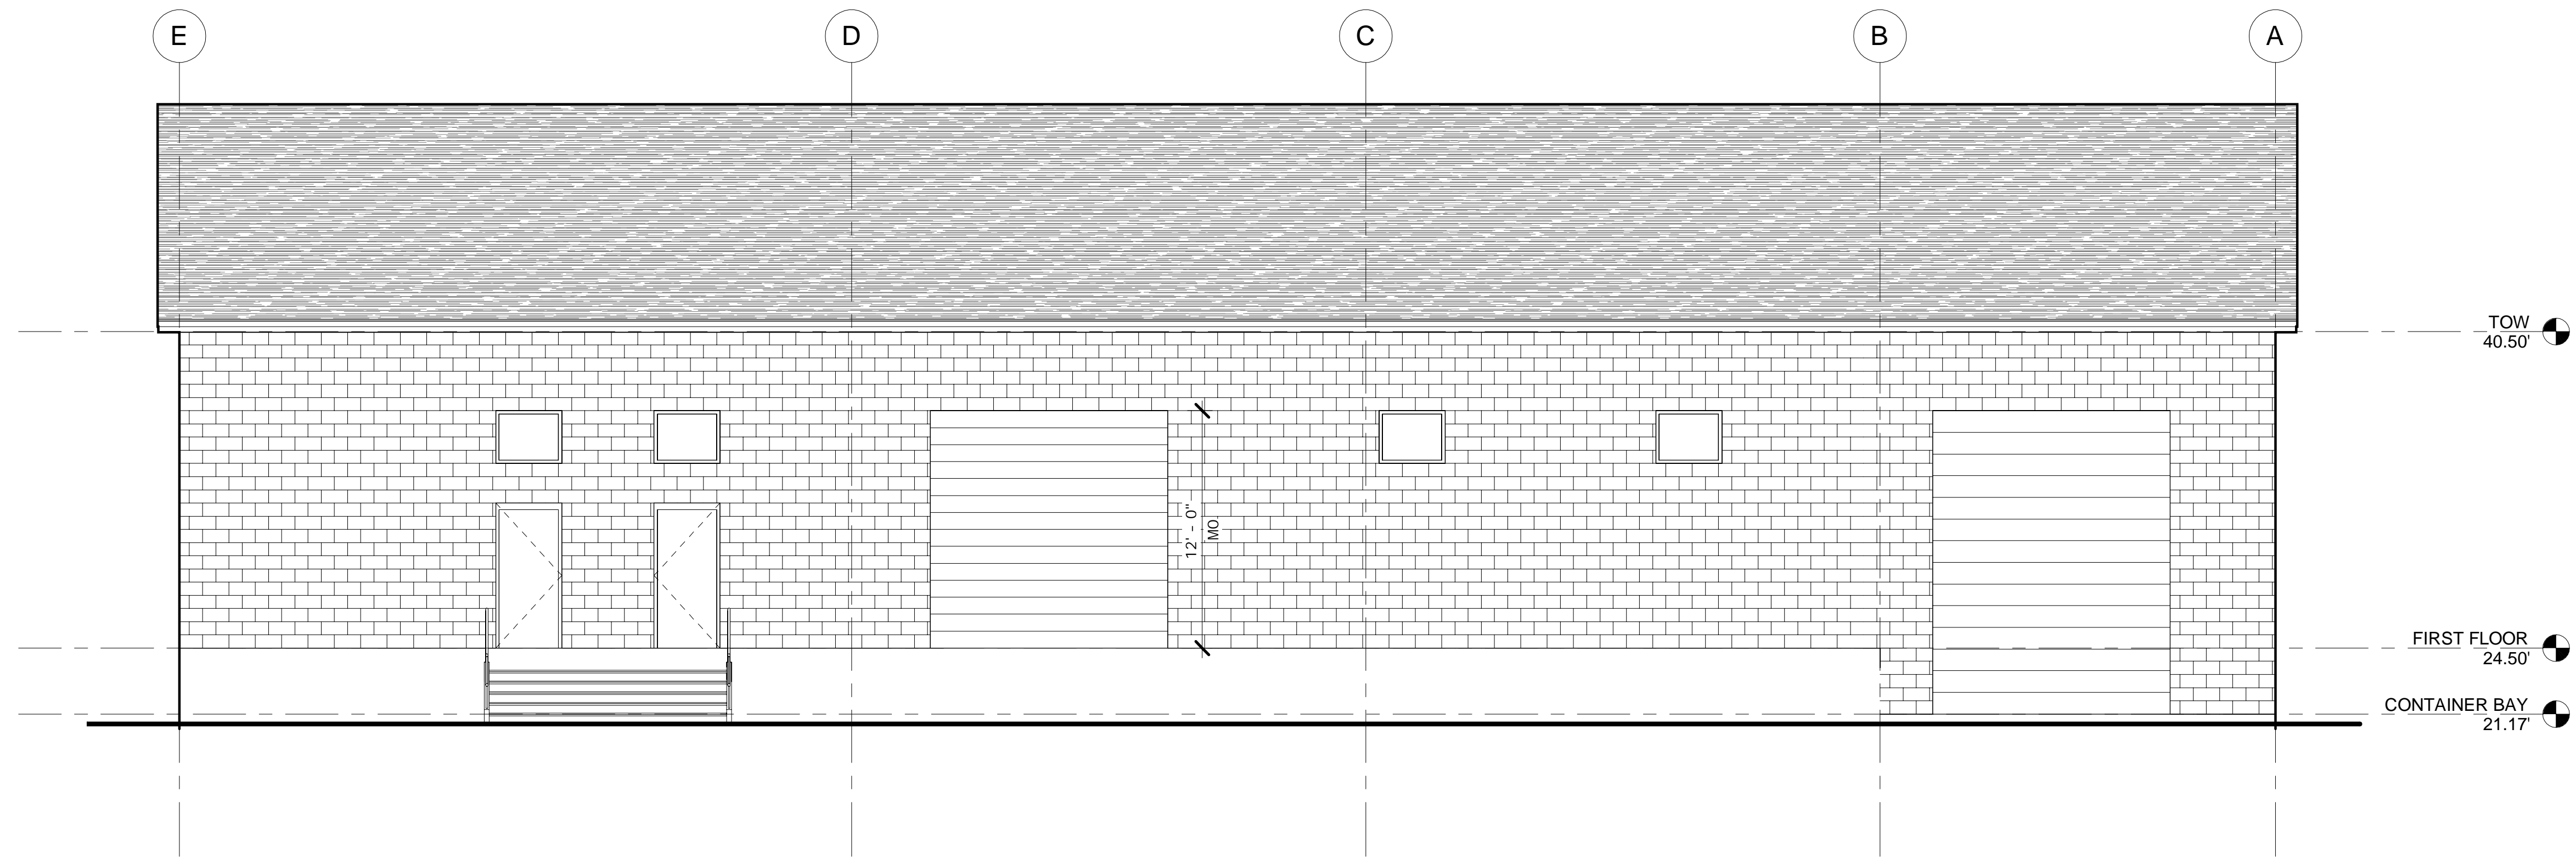 E
D
C
B
A
TOW
40.50'
12' - 0"
MO
FIRST FLOOR
24.50'
CONTAINER BAY
21.17'